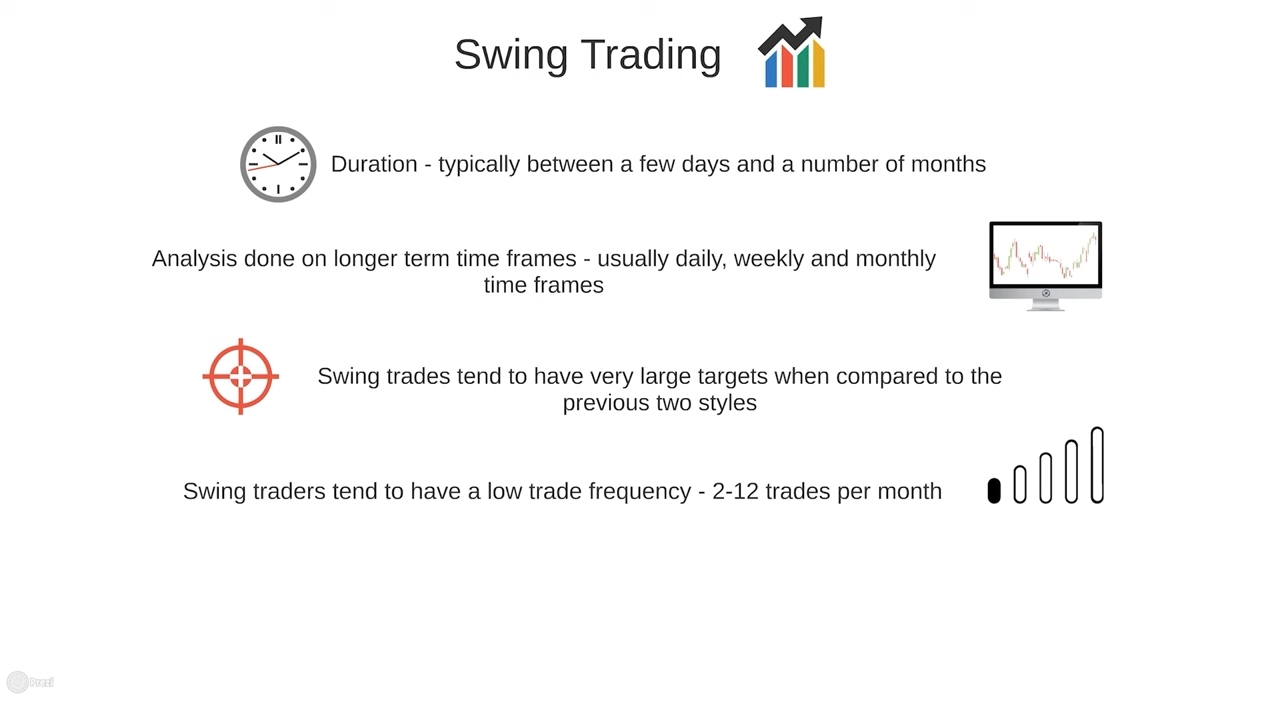 Swing Trading
Duration - typically between a few days and a number of months
Analysis done on longer term time frames - usually daily, weekly and monthly
time frames
Swing trades tend to have very large targets when compared to the
previous two styles
Swing traders tend to have a low trade frequency - 2-12 trades per month
Prezi